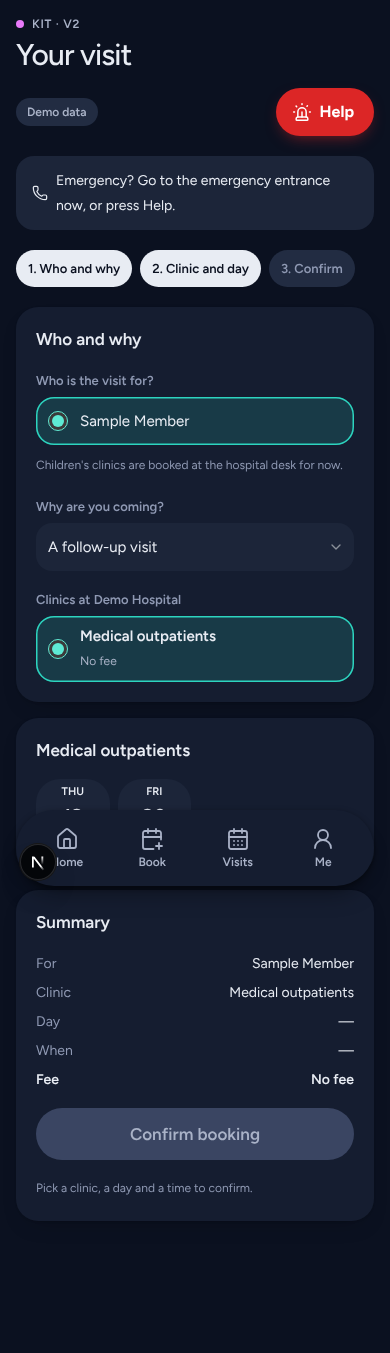 KIT · V2
Your visit
Demo data
Help
Emergency? Go to the emergency entrance
now, or press Help.
1. Who and why
2. Clinic and day
3. Confirm
Who and why
Who is the visit for?
Sample Member
Children's clinics are booked at the hospital desk for now.
Why are you coming?
A follow-up visit
Clinics at Demo Hospital
Medical outpatients
No fee
Medical outpatients
THU
FRI
N
Book
Visits
Me
Summary
For
Sample Member
Clinic
Medical outpatients
Day
—
When
—
Fee
No fee
Confirm booking
Pick a clinic, a day and a time to confirm.